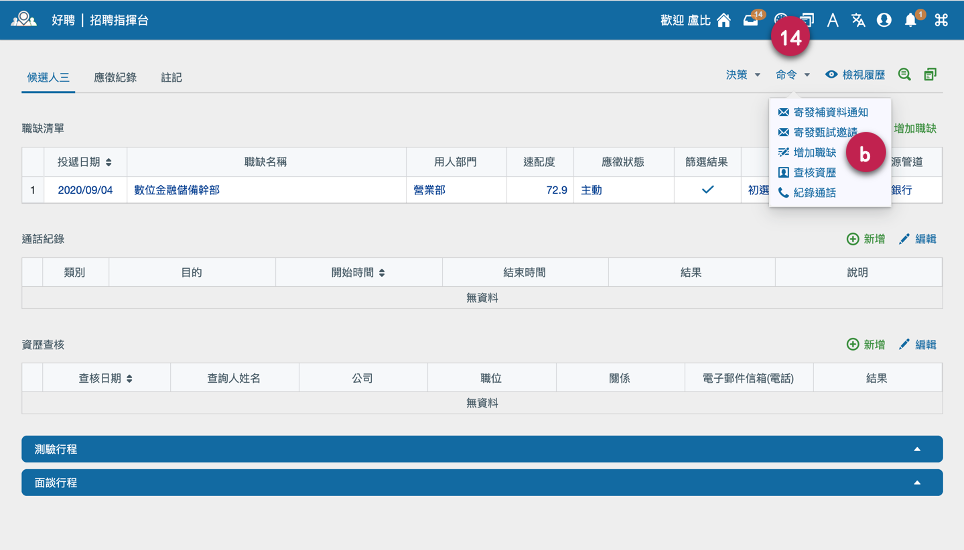 好聘 | 招聘指揮台
歡迎 盧比
14
1
14
候選人三 應徵紀錄 註記
決策 命令 檢視履歷
寄發補資料通知
寄發甄試邀請
增加職缺
查核資歷
紀錄通話
b
職缺清單
增加職缺
投遞日期 職缺名稱 用人部門 速配度 應徵狀態 篩選結果 源管道
1 2020/09/04 數位金融儲備幹部 營業部 72.9 主動 初選 銀行
通話紀錄
新增 編輯
類別 目的 開始時間 結束時間 結果 說明
無資料
資歷查核
新增 編輯
查核日期 查詢人姓名 公司 職位 關係 電子郵件信箱(電話) 結果
無資料
測驗行程
面談行程